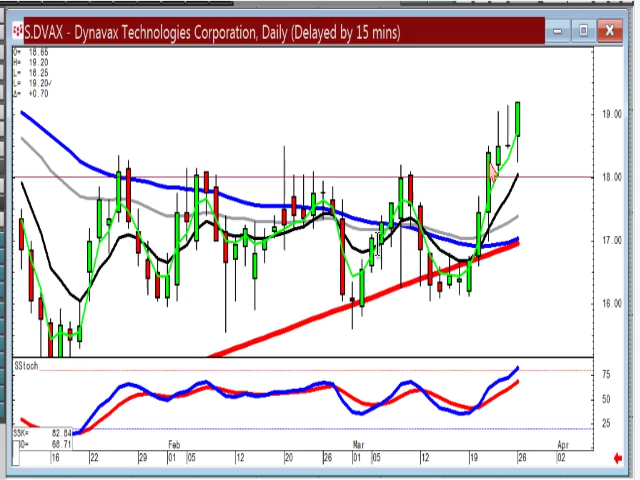 S.DVAX - Dynavax Technologies Corporation, Daily (Delayed by 15 mins)
O= 18.65
H= 19.20
L= 18.25
L= 19.20✓
Δ= +0.70
19.00
18.00
17.00
16.00
SStoch
75
50
25
SSK= 82.84
SSD= 68.71
Feb Mar Apr
16 22 29 01 05 12 20 26 01 05 12 19 26 02